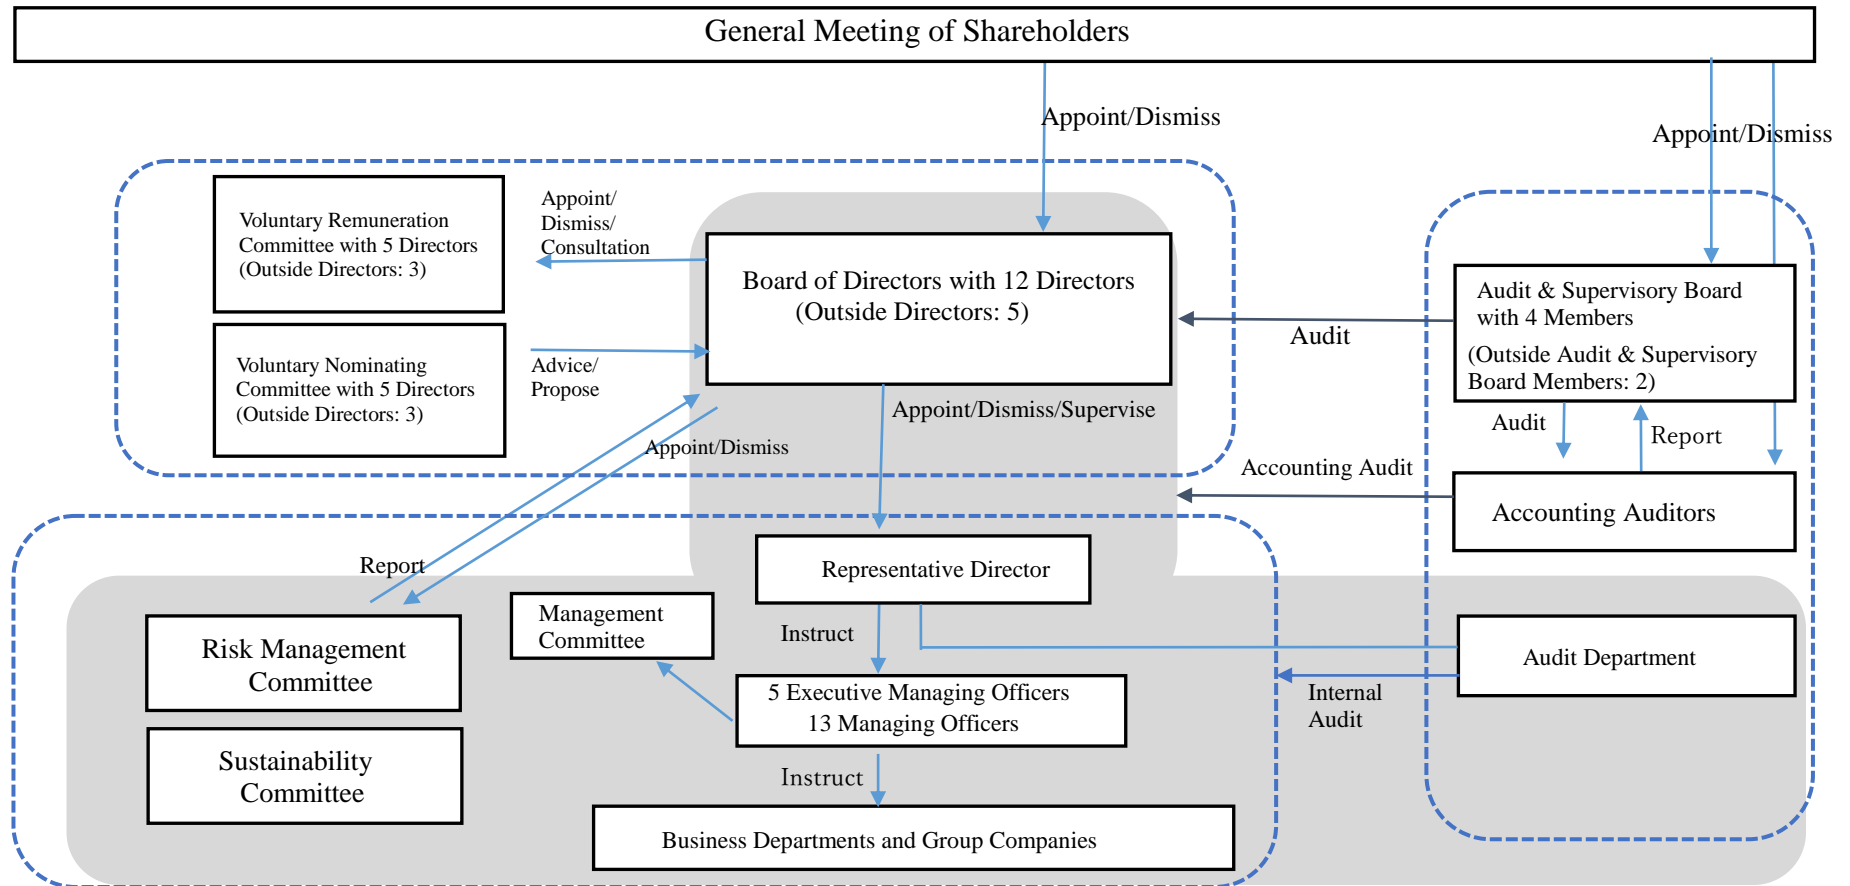 General Meeting of Shareholders
Appoint/Dismiss
Appoint/Dismiss
Voluntary Remuneration
Committee with 5 Directors
(Outside Directors: 3)
Appoint/
Dismiss/
Consultation
Board of Directors with 12 Directors
(Outside Directors: 5)
Audit & Supervisory Board
with 4 Members
(Outside Audit & Supervisory
Board Members: 2)
Audit
Voluntary Nominating
Committee with 5 Directors
(Outside Directors: 3)
Advice/
Propose
Appoint/Dismiss/Supervise
Appoint/Dismiss
Audit
Report
Accounting Audit
Accounting Auditors
Report
Representative Director
Management
Committee
Instruct
Risk Management
Committee
Audit Department
5 Executive Managing Officers
13 Managing Officers
Internal
Audit
Sustainability
Committee
Instruct
Business Departments and Group Companies